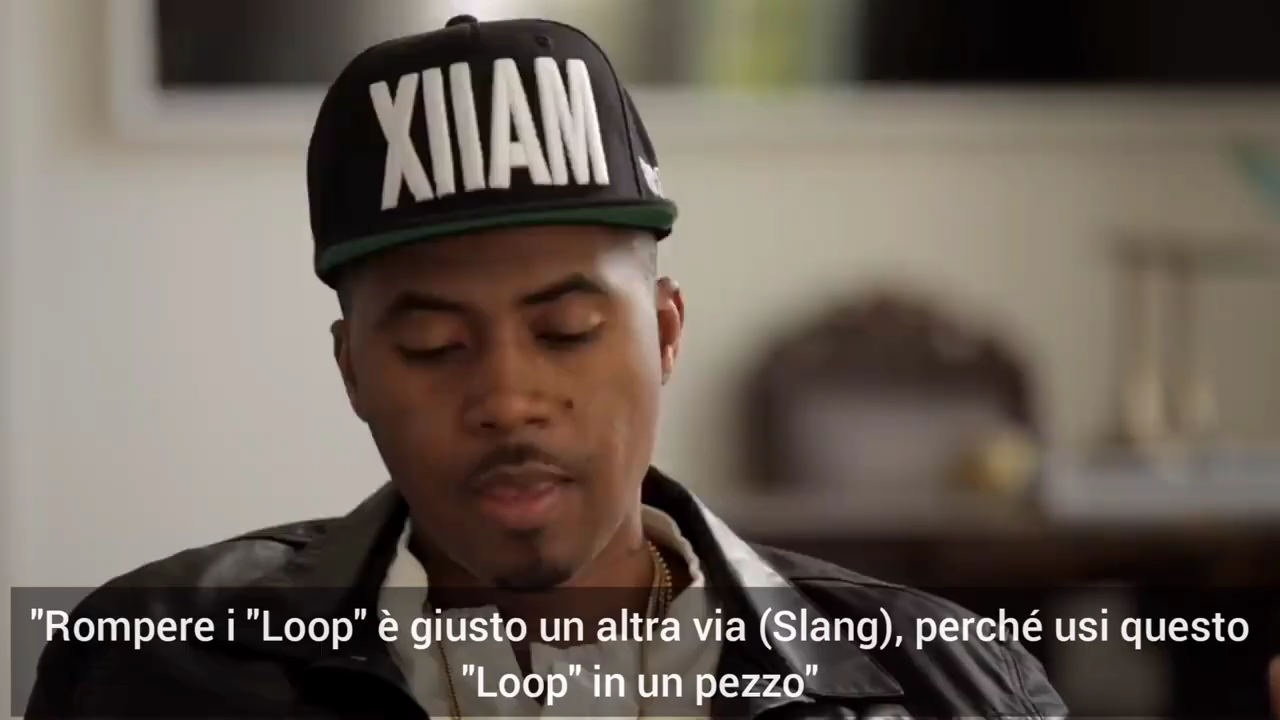 XIIAM
"Rompere i "Loop" è giusto un altra via (Slang), perché usi questo
"Loop" in un pezzo"